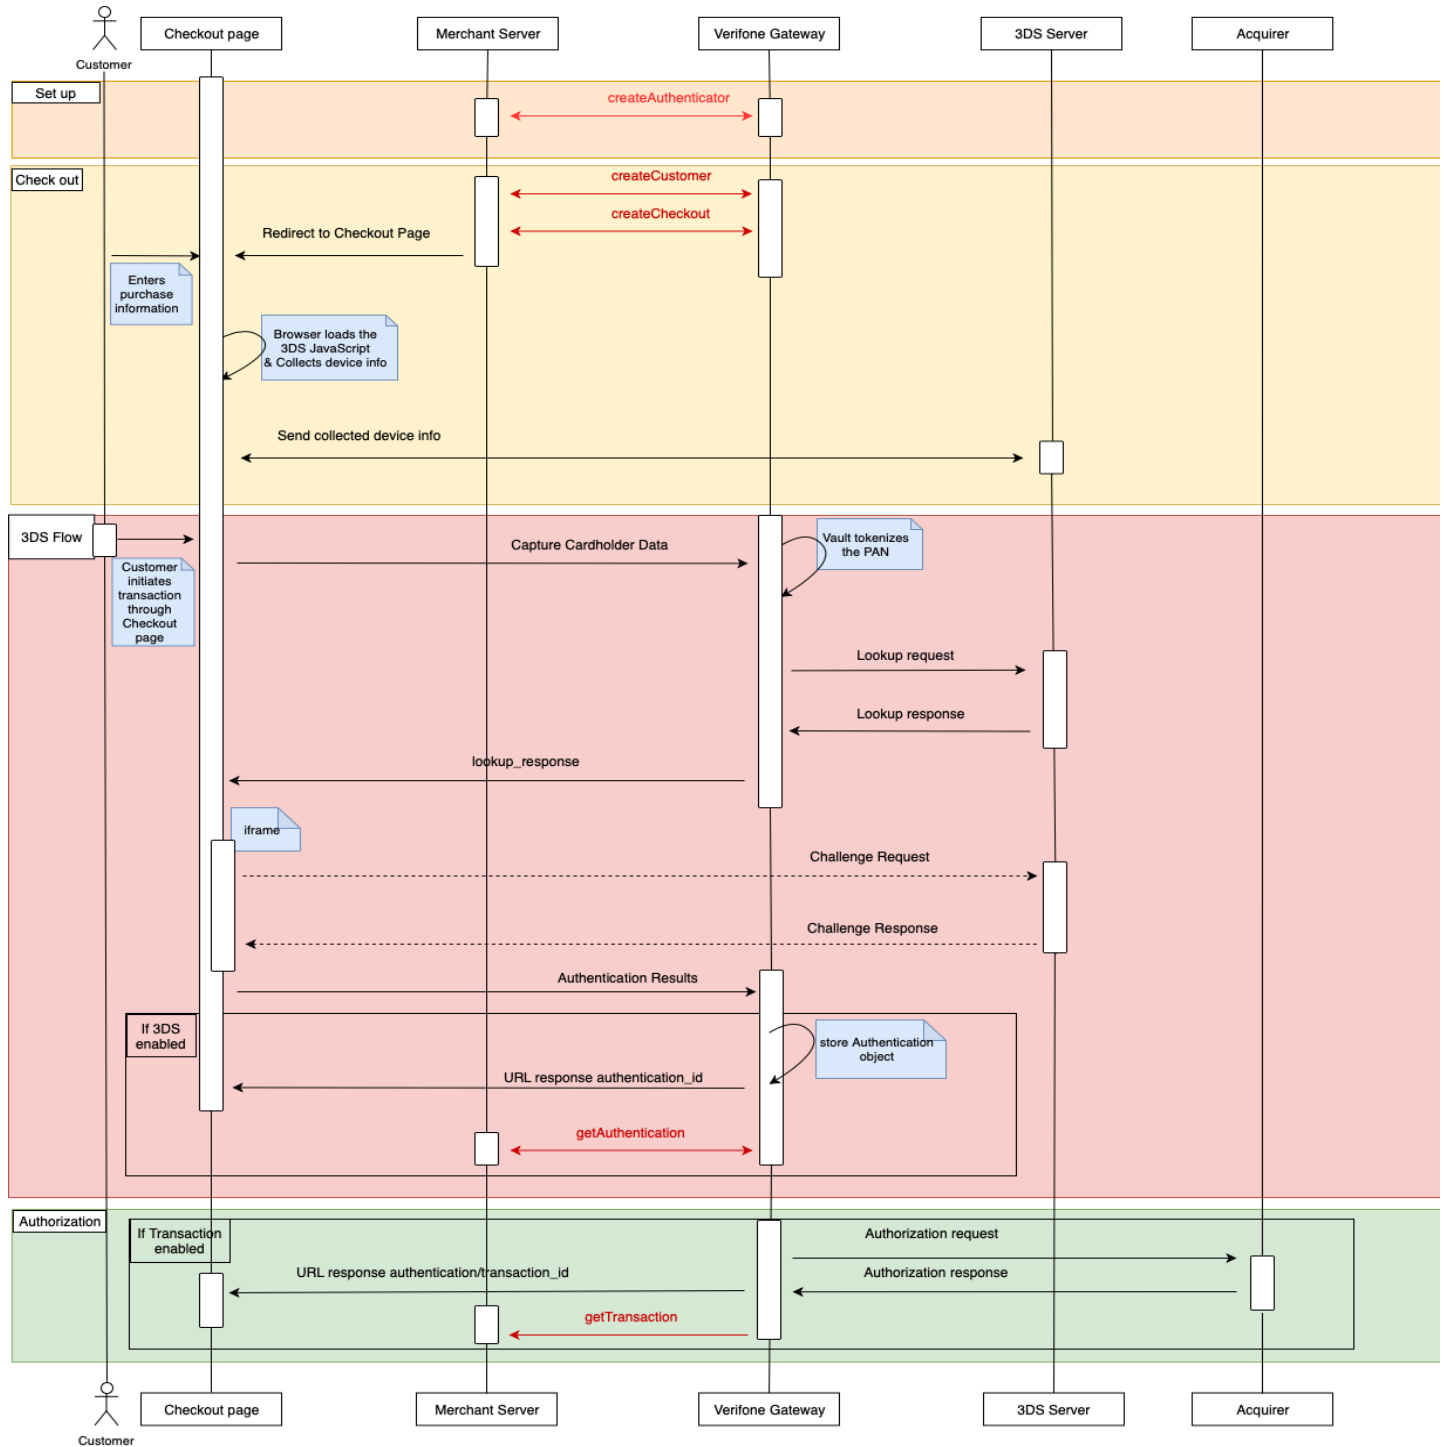 Customer
Checkout page
Merchant Server
Verifone Gateway
3DS Server
Acquirer
Set up
createAuthenticator
Check out
createCustomer
createCheckout
Redirect to Checkout Page
Enters
purchase
information
Browser loads the
3DS JavaScript
& Collects device info
Send collected device info
3DS Flow
Customer
initiates
transaction
through
Checkout
page
Capture Cardholder Data
Vault tokenizes
the PAN
Lookup request
Lookup response
lookup_response
iframe
Challenge Request
Challenge Response
Authentication Results
If 3DS
enabled
store Authentication
object
URL response authentication_id
getAuthentication
Authorization
If Transaction
enabled
Authorization request
Authorization response
URL response authentication/transaction_id
getTransaction
Customer
Checkout page
Merchant Server
Verifone Gateway
3DS Server
Acquirer